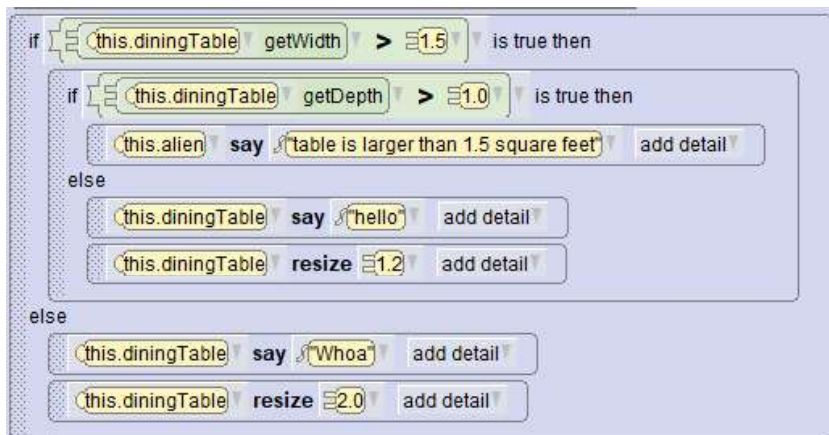 if this.diningTable getWidth > 1.5 is true then
if this.diningTable getDepth > 1.0 is true then
this.alien say "table is larger than 1.5 square feet" add detail
else
this.diningTable say "hello" add detail
this.diningTable resize 1.2 add detail
else
this.diningTable say "Whoa" add detail
this.diningTable resize 2.0 add detail